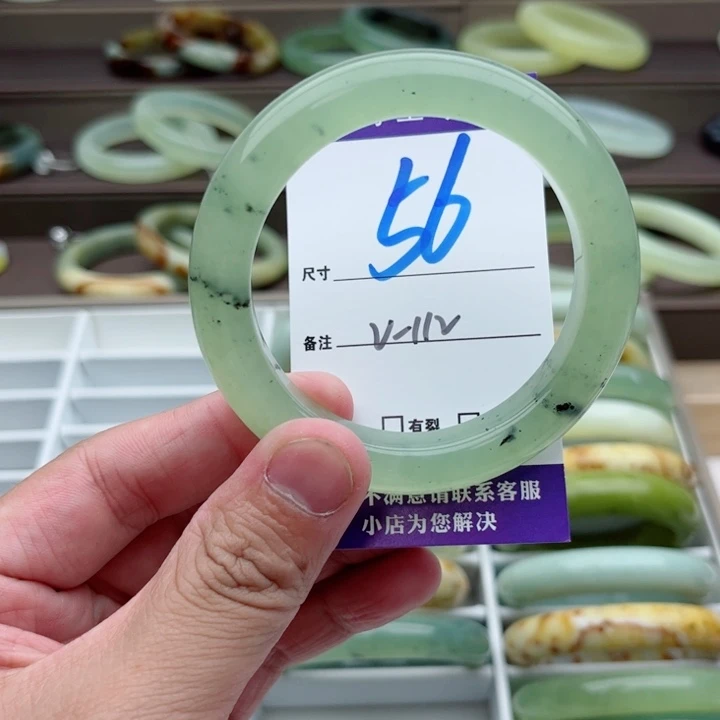 56
尺寸
备注 V-112
有裂
不满意请联系客服
小店为您解决